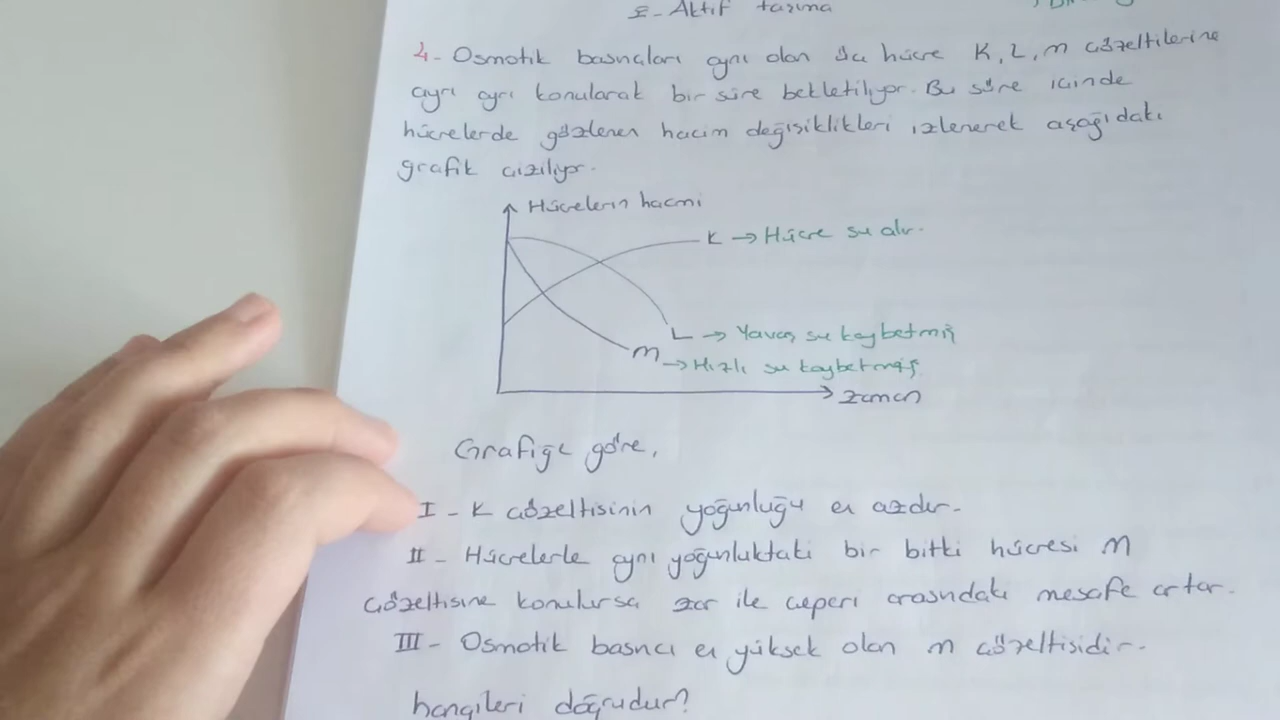 I- Aktif taşıma
4- Osmotik basınçları aynı olan üç hücre K, L, M çözeltilerine
ayrı ayrı konularak bir süre bekletiliyor. Bu süre içinde
hücrelerde gözlenen hacim değişiklikleri izlenerek aşağıdaki
grafik çiziliyor.
Hücrelerin hacmi
K → Hücre su alır.
L → Yavaş su kaybetmiş
M → Hızlı su kaybetmiş.
zaman
Grafiğe göre,
I - K çözeltisinin yoğunluğu en azdır.
II - Hücrelerle aynı yoğunluktaki bir bitki hücresi M
çözeltisine konulursa zar ile çeperi arasındaki mesafe artar.
III - Osmotik basıncı en yüksek olan M çözeltisidir.
hangileri doğrudur?